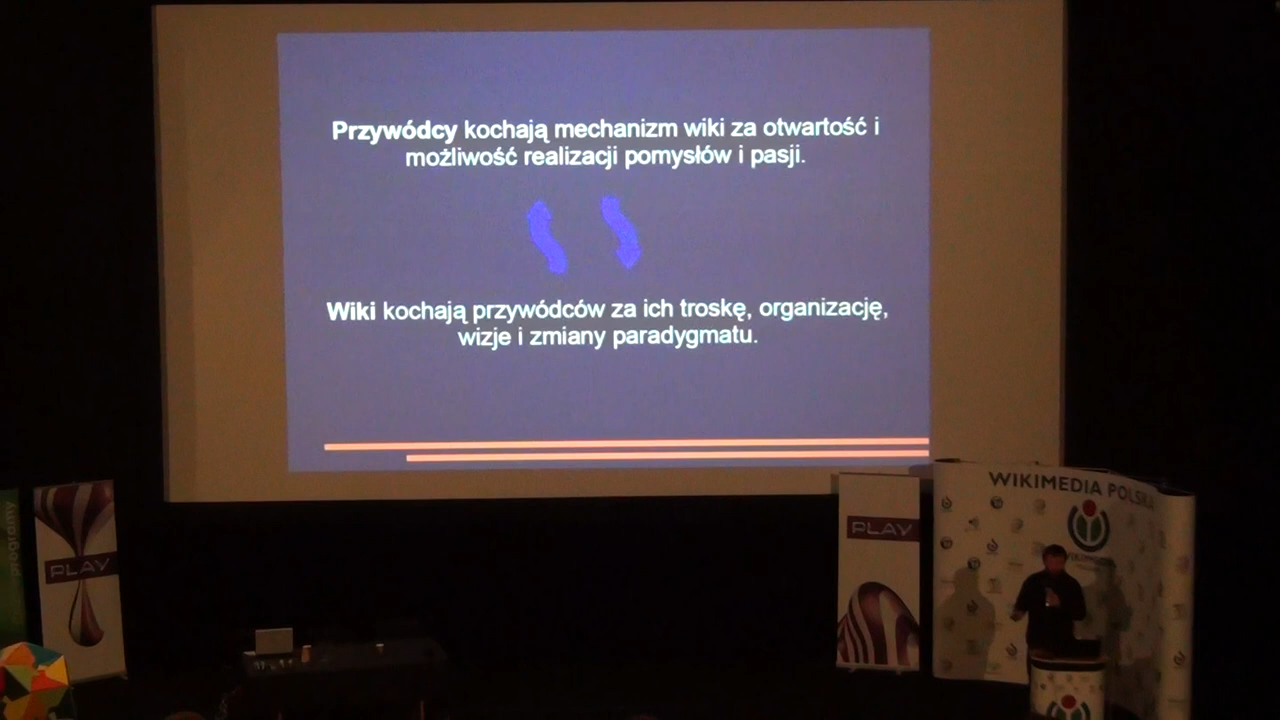 Przywódcy kochają mechanizm wiki za otwartość i
możliwość realizacji pomysłów i pasji.
Wiki kochają przywódców za ich troskę, organizację,
wizje i zmiany paradygmatu.
WIKIMEDIA POLSKA
PLAY
PLAY
programy